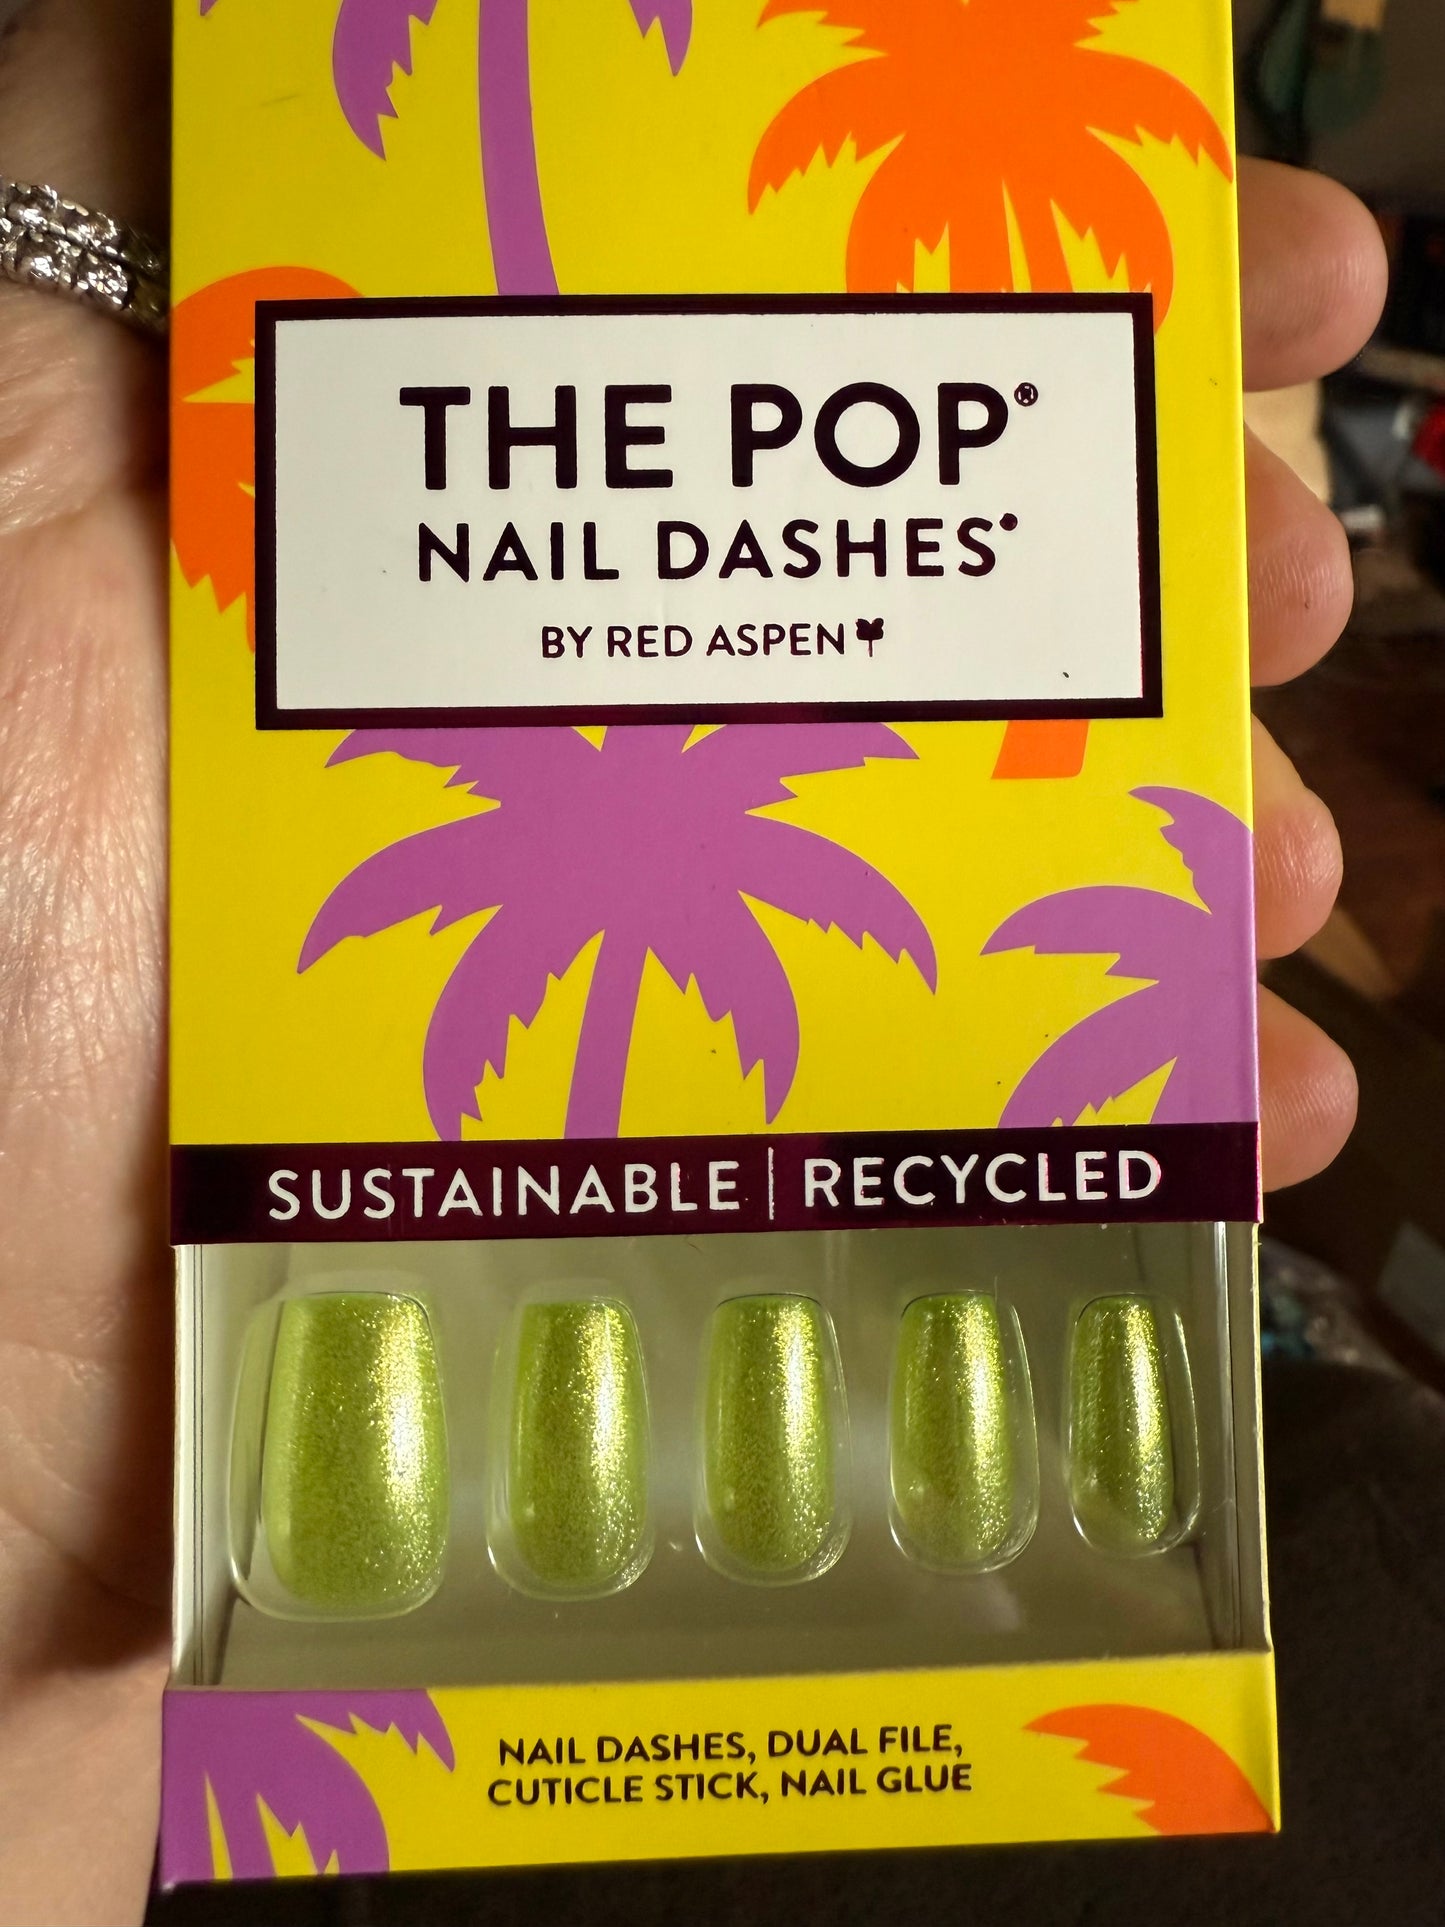 THE POP®
NAIL DASHES®
BY RED ASPEN
SUSTAINABLE | RECYCLED
NAIL DASHES, DUAL FILE,
CUTICLE STICK, NAIL GLUE